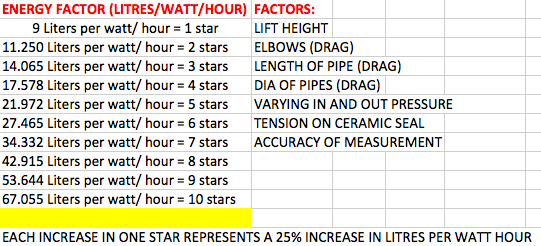 ENERGY FACTOR (LITRES/WATT/HOUR) FACTORS:
9 Liters per watt/ hour = 1 star LIFT HEIGHT
11.250 Liters per watt/ hour = 2 stars ELBOWS (DRAG)
14.065 Liters per watt/ hour = 3 stars LENGTH OF PIPE (DRAG)
17.578 Liters per watt/ hour = 4 stars DIA OF PIPES (DRAG)
21.972 Liters per watt/ hour = 5 stars VARYING IN AND OUT PRESSURE
27.465 Liters per watt/ hour = 6 stars TENSION ON CERAMIC SEAL
34.332 Liters per watt/ hour = 7 stars ACCURACY OF MEASUREMENT
42.915 Liters per watt/ hour = 8 stars
53.644 Liters per watt/ hour = 9 stars
67.055 Liters per watt/ hour = 10 stars
EACH INCREASE IN ONE STAR REPRESENTS A 25% INCREASE IN LITRES PER WATT HOUR